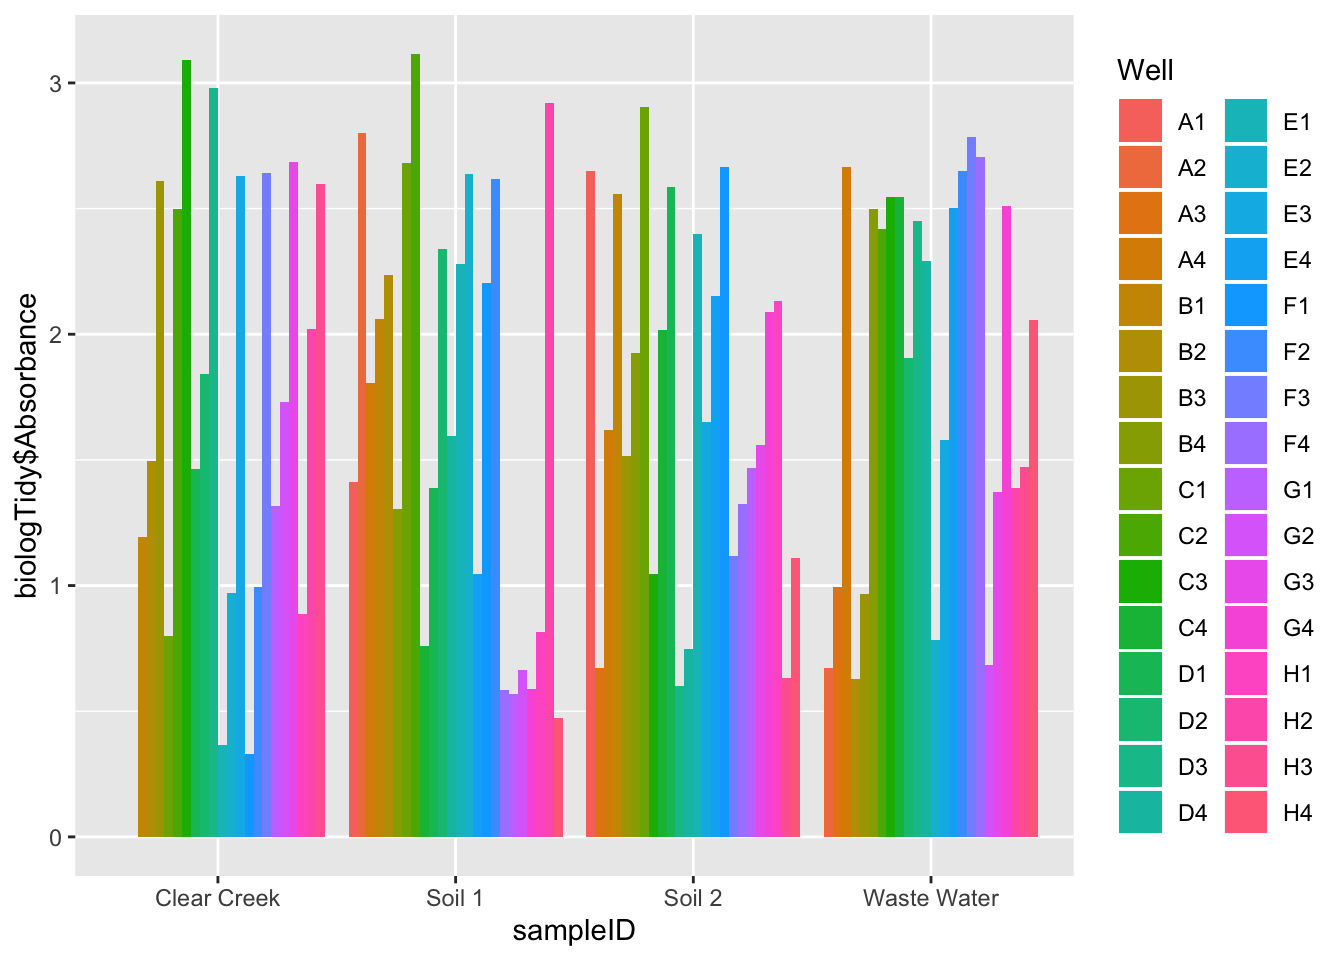 biologTidy$Absorbance
3
2
1
0
Clear Creek
Soil 1
Soil 2
Waste Water
sampleID
Well
A1
A2
A3
A4
B1
B2
B3
B4
C1
C2
C3
C4
D1
D2
D3
D4
E1
E2
E3
E4
F1
F2
F3
F4
G1
G2
G3
G4
H1
H2
H3
H4